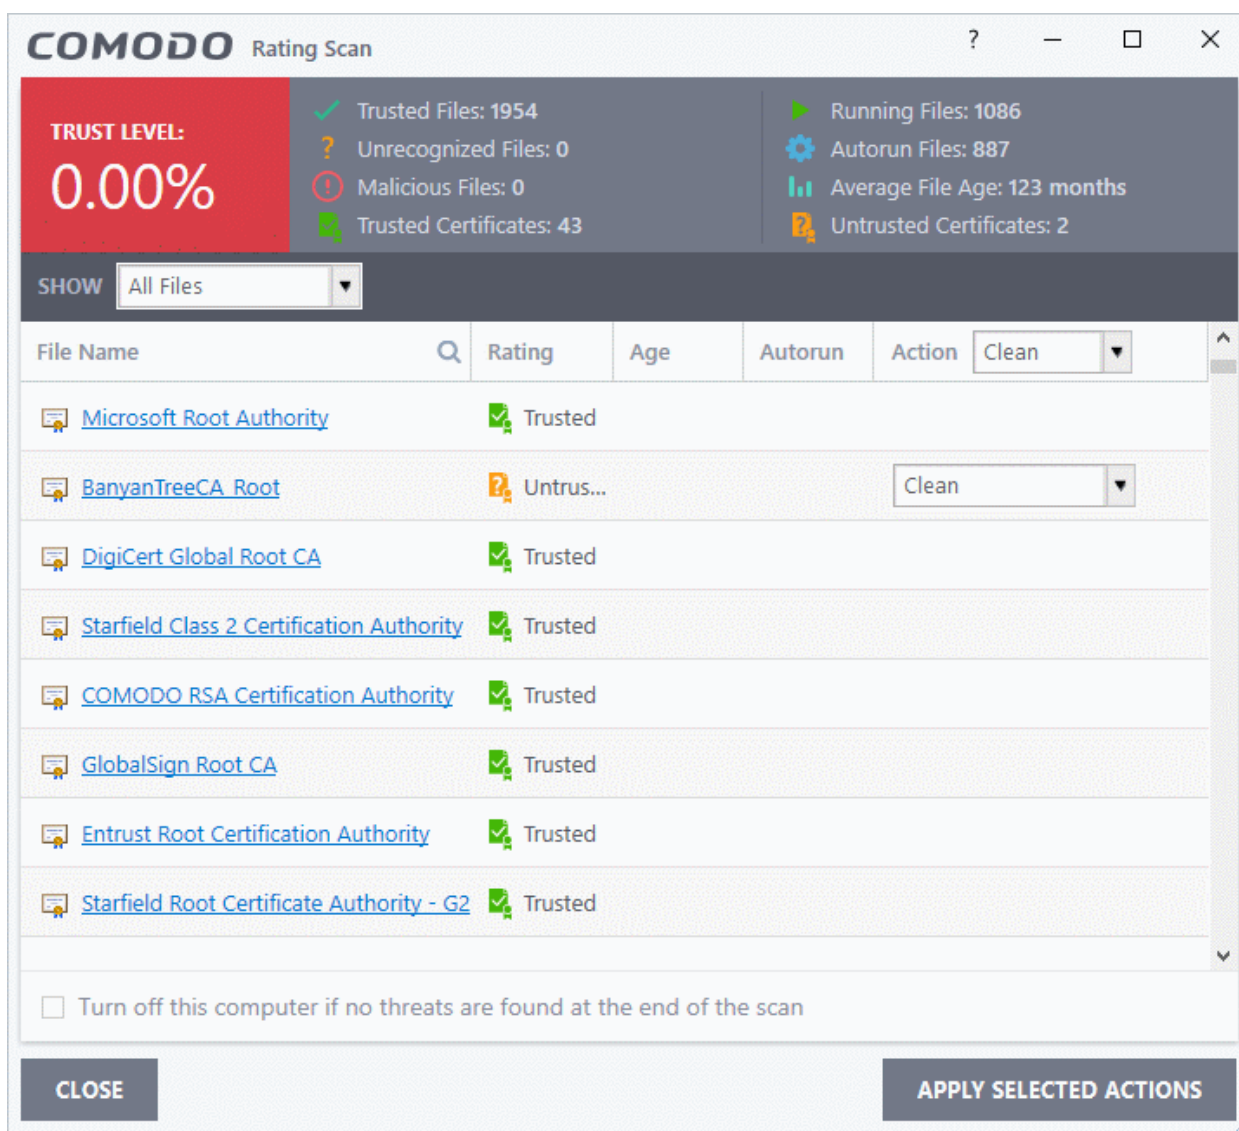 COMODO Rating Scan ?
TRUST LEVEL:
0.00%
Trusted Files: 1954
Unrecognized Files: 0
Malicious Files: 0
Trusted Certificates: 43
Running Files: 1086
Autorun Files: 887
Average File Age: 123 months
Untrusted Certificates: 2
SHOW All Files
File Name Rating Age Autorun Action Clean
Microsoft Root Authority Trusted
BanyanTreeCA Root Untrus... Clean
DigiCert Global Root CA Trusted
Starfield Class 2 Certification Authority Trusted
COMODO RSA Certification Authority Trusted
GlobalSign Root CA Trusted
Entrust Root Certification Authority Trusted
Starfield Root Certificate Authority - G2 Trusted
Turn off this computer if no threats are found at the end of the scan
CLOSE APPLY SELECTED ACTIONS